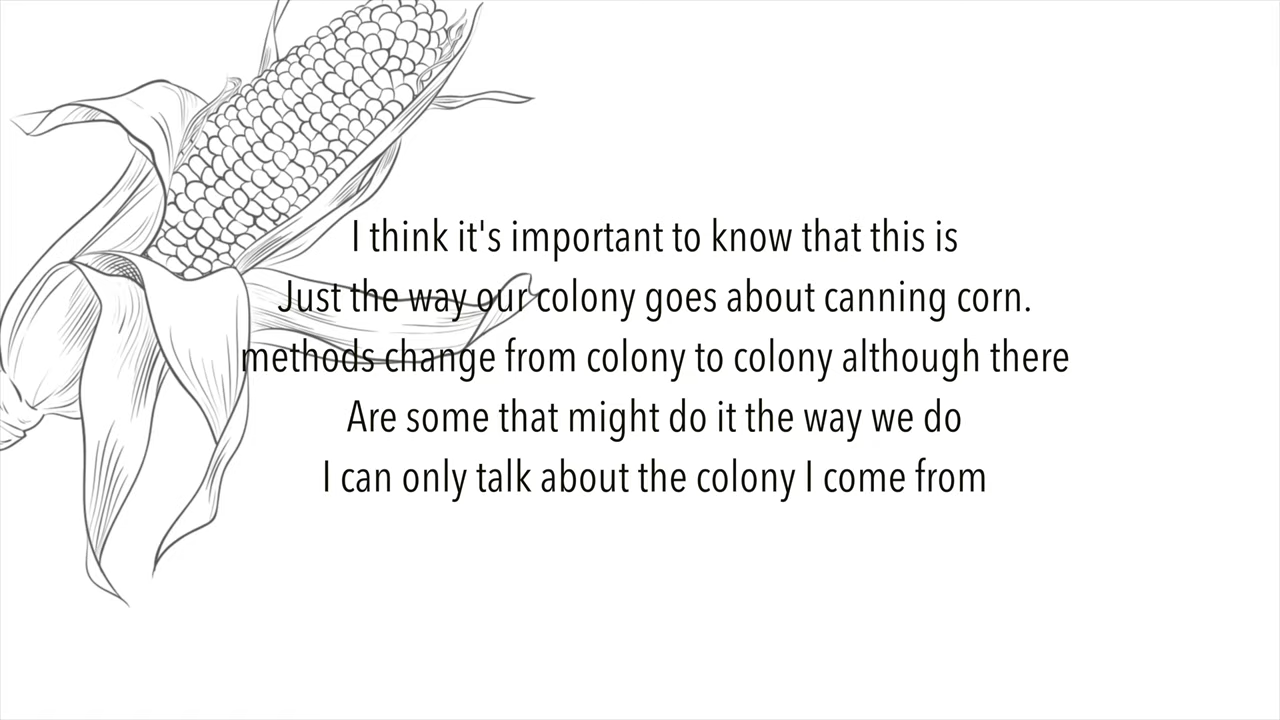 I think it's important to know that this is
Just the way our colony goes about canning corn.
methods change from colony to colony although there
Are some that might do it the way we do
I can only talk about the colony I come from